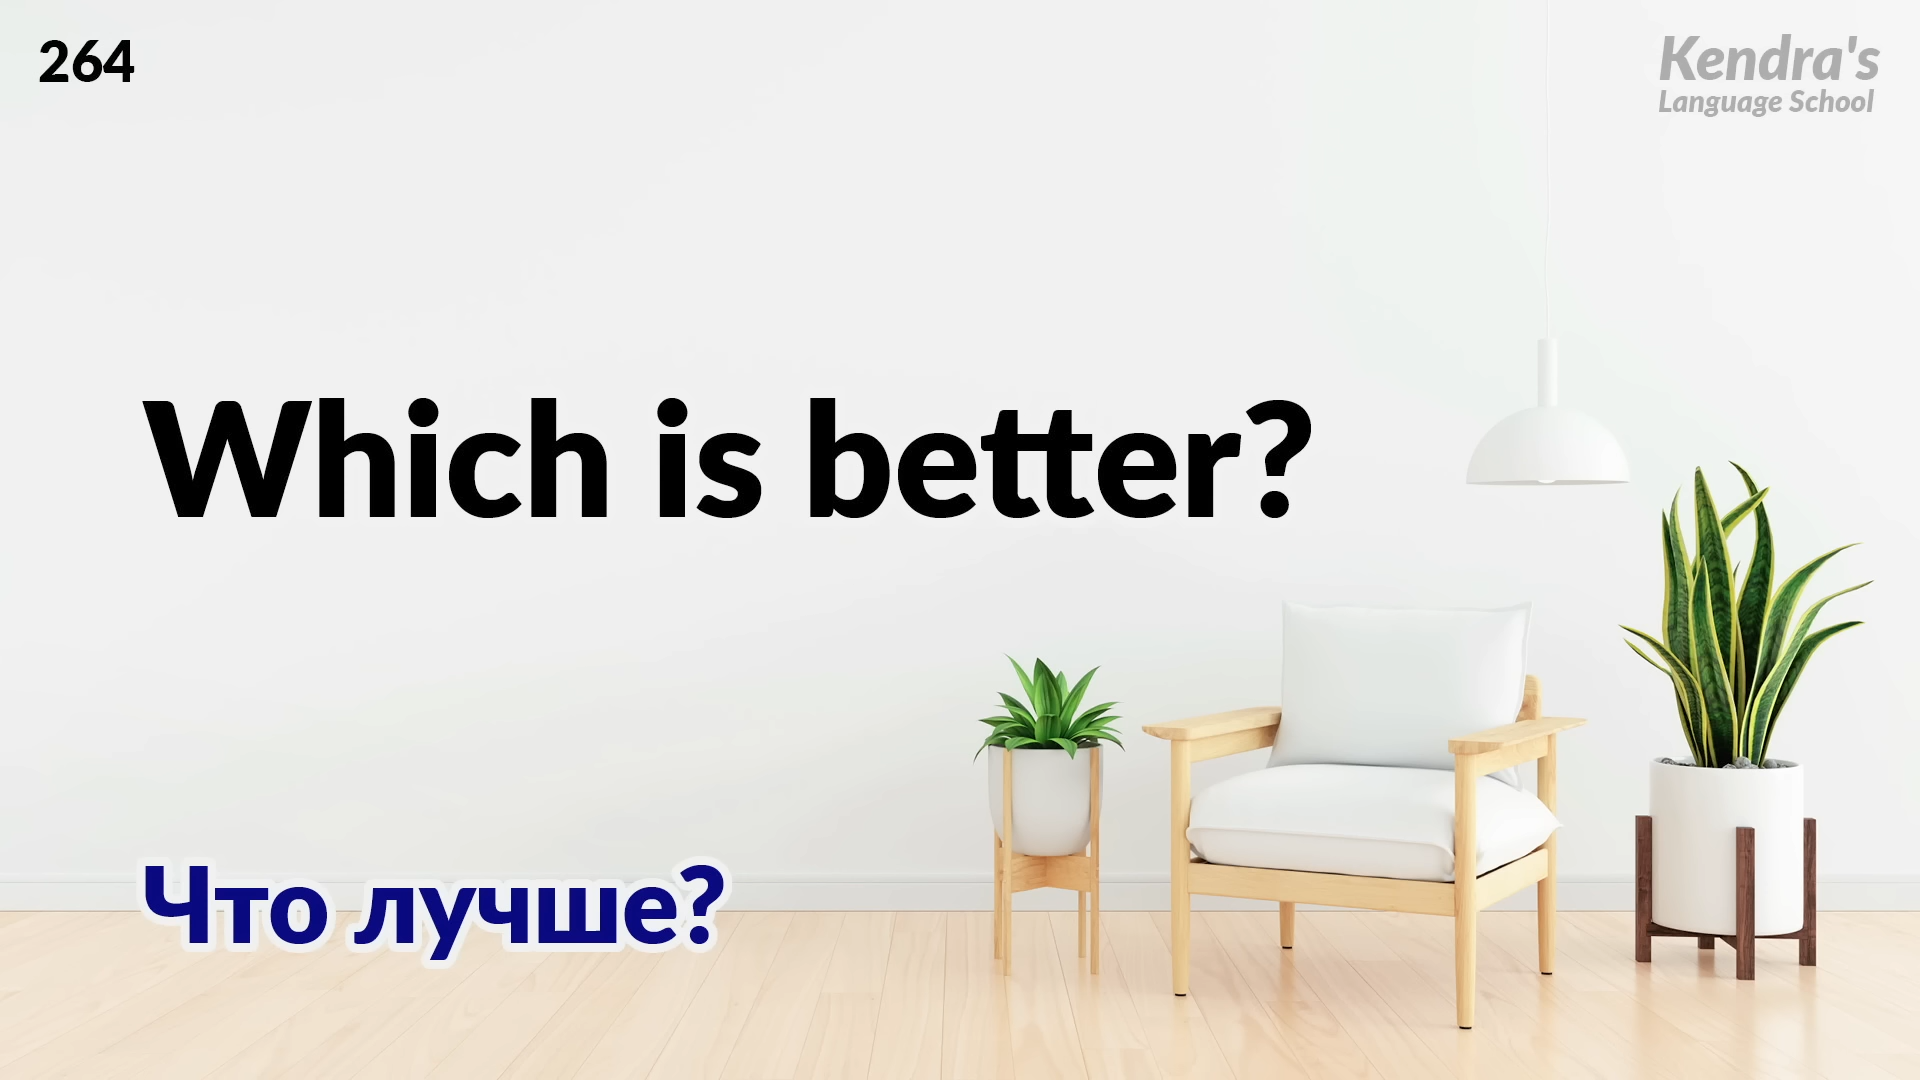 264
Kendra's
Language School
Which is better?
Что лучше?